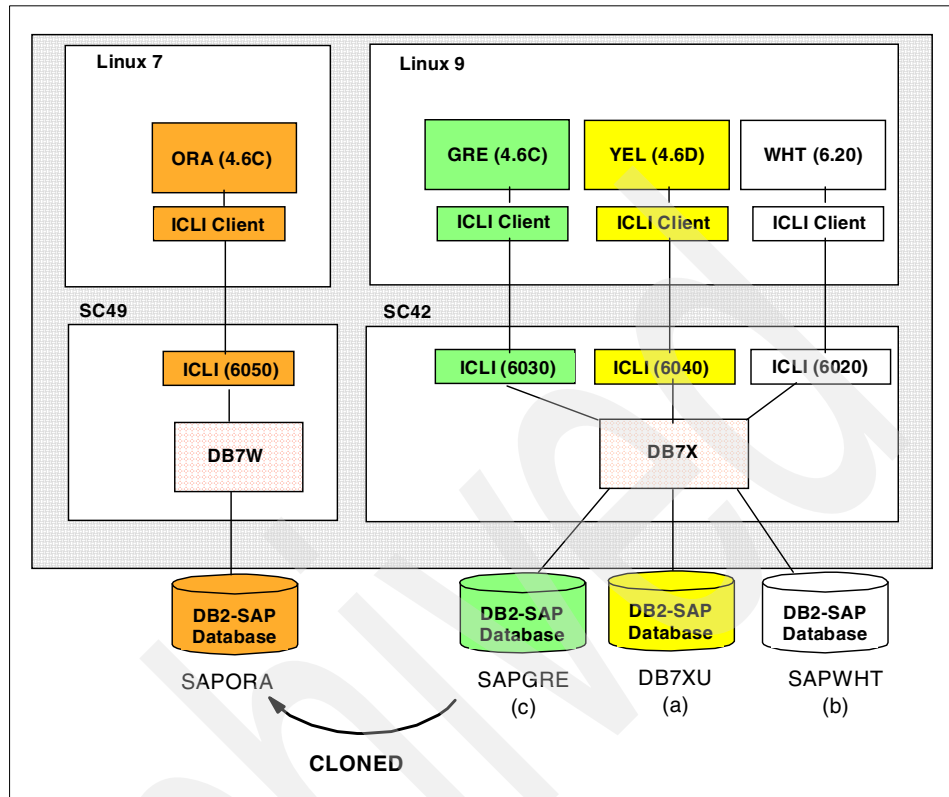 Linux 7
Linux 9
ORA (4.6C)
GRE (4.6C)
YEL (4.6D)
WHT (6.20)
ICLI Client
ICLI Client
ICLI Client
ICLI Client
SC49
SC42
ICLI (6050)
ICLI (6030)
ICLI (6040)
ICLI (6020)
DB7W
DB7X
DB2-SAP
Database
DB2-SAP
Database
DB2-SAP
Database
DB2-SAP
Database
SAPORA
SAPGRE
(c)
DB7XU
(a)
SAPWHT
(b)
CLONED